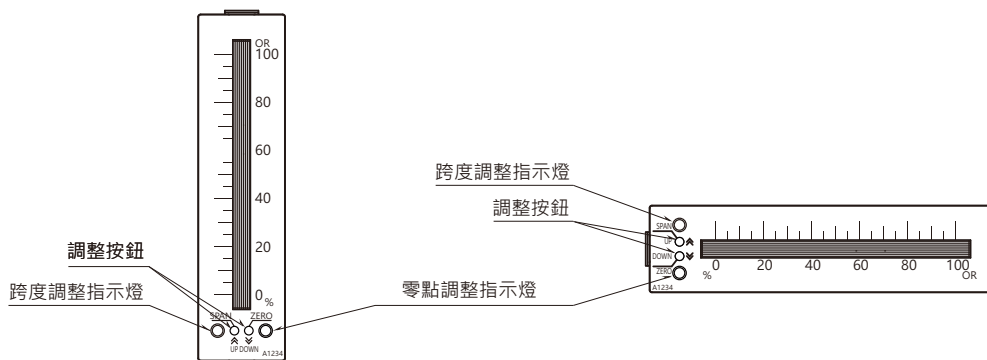 OR
100
80
60
40
20
0
%
SPAN ZERO
UP DOWN
A1234
調整按鈕
跨度調整指示燈
零點調整指示燈
跨度調整指示燈
調整按鈕
SPAN
UP
DOWN
ZERO
A1234
% 0 20 40 60 80 100
OR